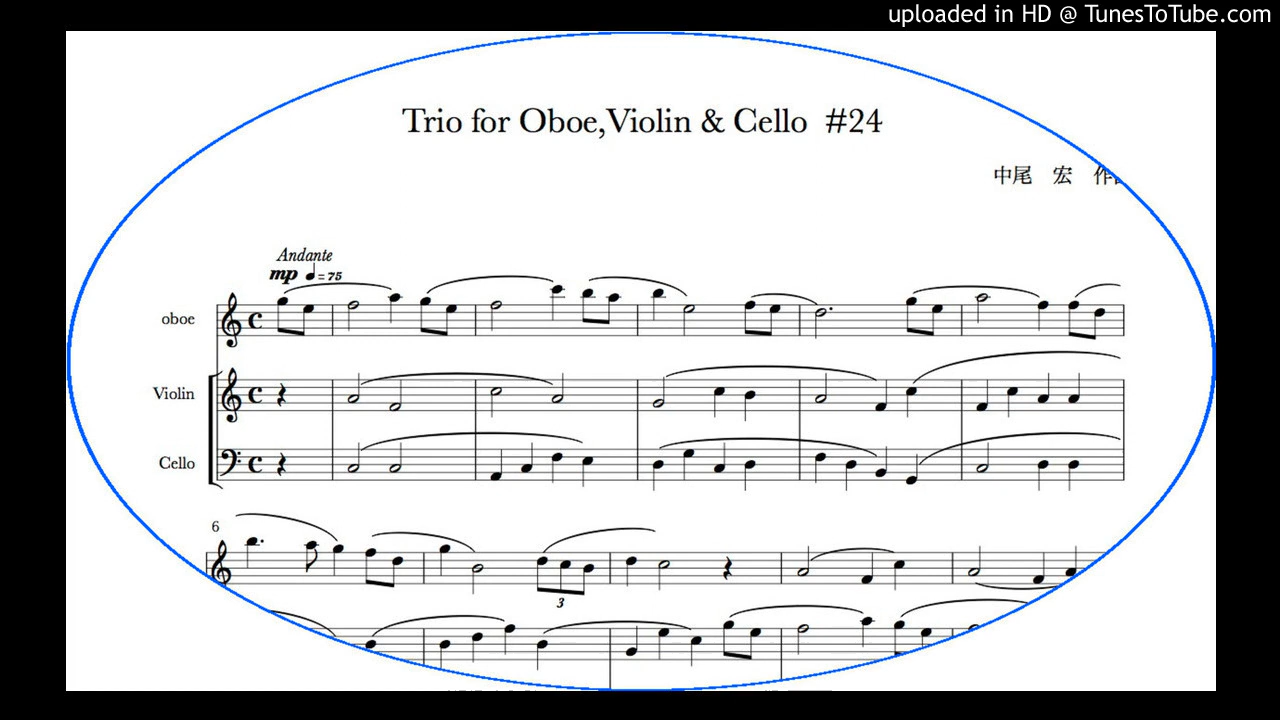 uploaded in HD @ TunesToTube.com
Trio for Oboe,Violin & Cello #24
中尾 宏
Andante
mp ♩= 75
oboe
Violin
Cello
6
3